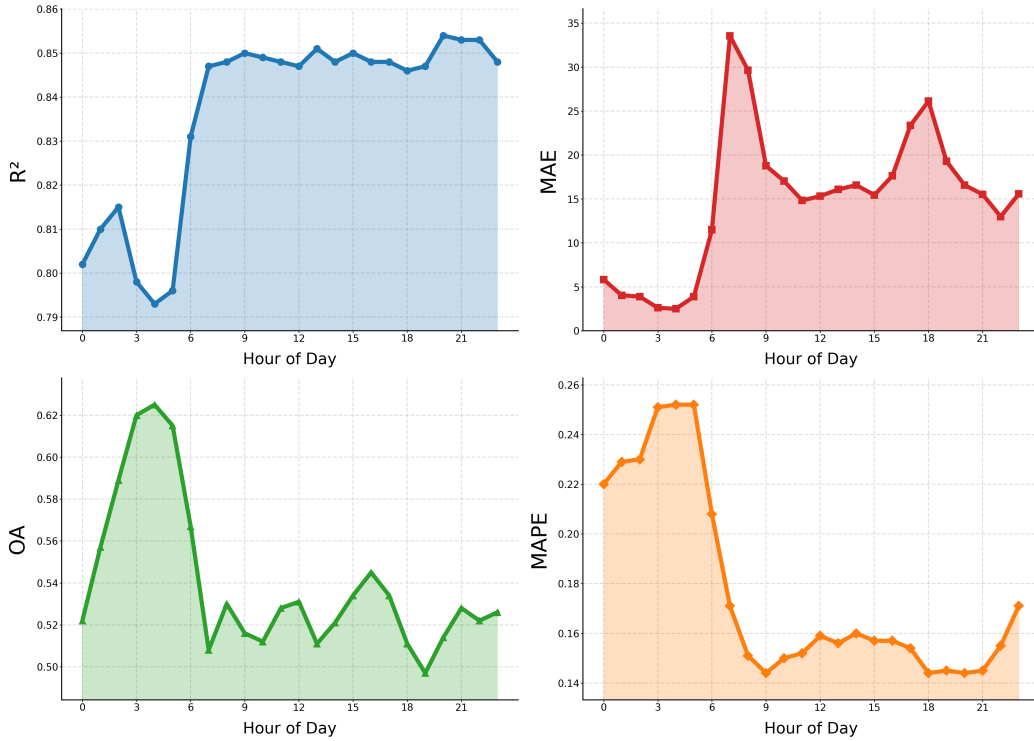 R²
0.86
0.85
0.84
0.83
0.82
0.81
0.80
0.79
0 3 6 9 12 15 18 21
Hour of Day
MAE
35
30
25
20
15
10
5
0
0 3 6 9 12 15 18 21
Hour of Day
OA
0.62
0.60
0.58
0.56
0.54
0.52
0.50
0 3 6 9 12 15 18 21
Hour of Day
MAPE
0.26
0.24
0.22
0.20
0.18
0.16
0.14
0 3 6 9 12 15 18 21
Hour of Day